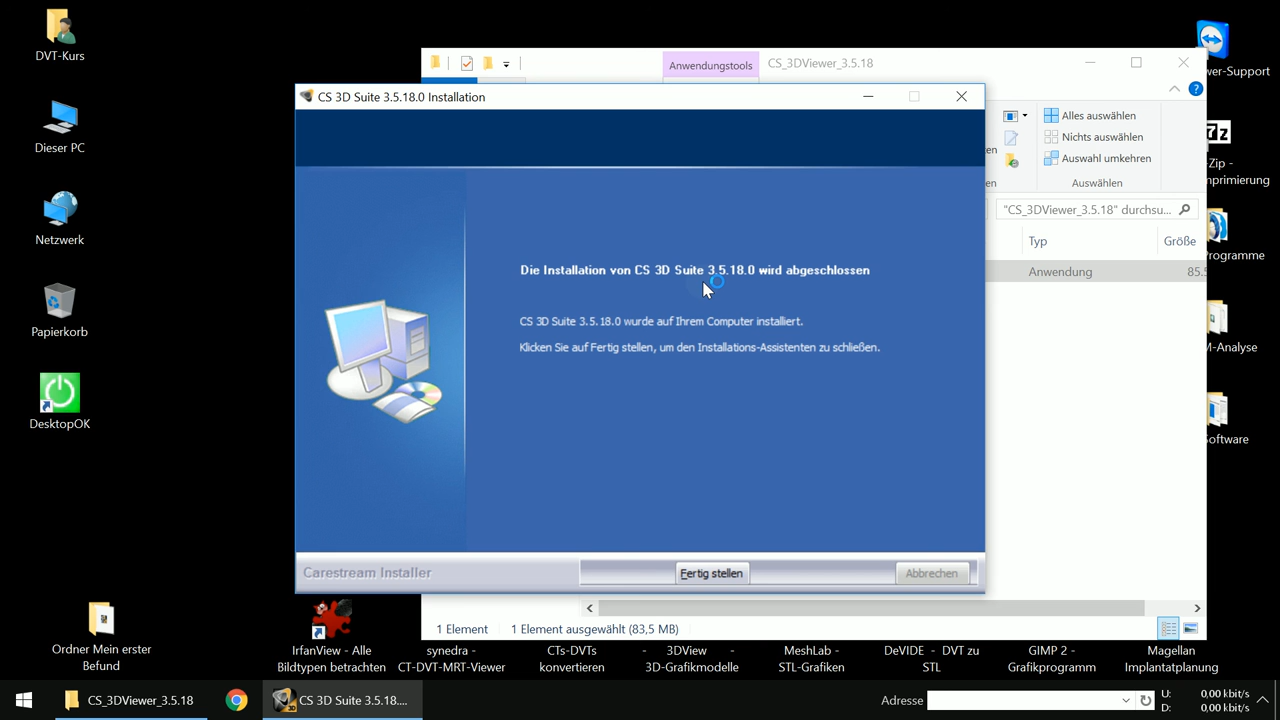 DVT-Kurs
Dieser PC
Netzwerk
Papierkorb
DesktopOK
Ordner Mein erster
Befund
Anwendungstools
CS_3DViewer_3.5.18
Alles auswählen
Nichts auswählen
Auswahl umkehren
Auswählen
"CS_3DViewer_3.5.18" durchsu...
Typ
Größe
Anwendung
85.5
CS 3D Suite 3.5.18.0 Installation
Die Installation von CS 3D Suite 3.5.18.0 wird abgeschlossen
CS 3D Suite 3.5.18.0 wurde auf Ihrem Computer installiert.
Klicken Sie auf Fertig stellen, um den Installations-Assistenten zu schließen.
Carestream Installer
Fertig stellen
Abbrechen
1 Element
1 Element ausgewählt (83,5 MB)
wer-Support
7z
-Zip -
mprimierung
Programme
M-Analyse
Software
IrfanView - Alle
Bildtypen betrachten
synedra -
CT-DVT-MRT-Viewer
CTs-DVTs
konvertieren
- 3DView -
3D-Grafikmodelle
MeshLab -
STL-Grafiken
DeVIDE - DVT zu
STL
GIMP 2 -
Grafikprogramm
Magellan
Implantatplanung
CS_3DViewer_3.5.18
CS 3D Suite 3.5.18....
Adresse
U: 0,00 kbit/s
D: 0,00 kbit/s